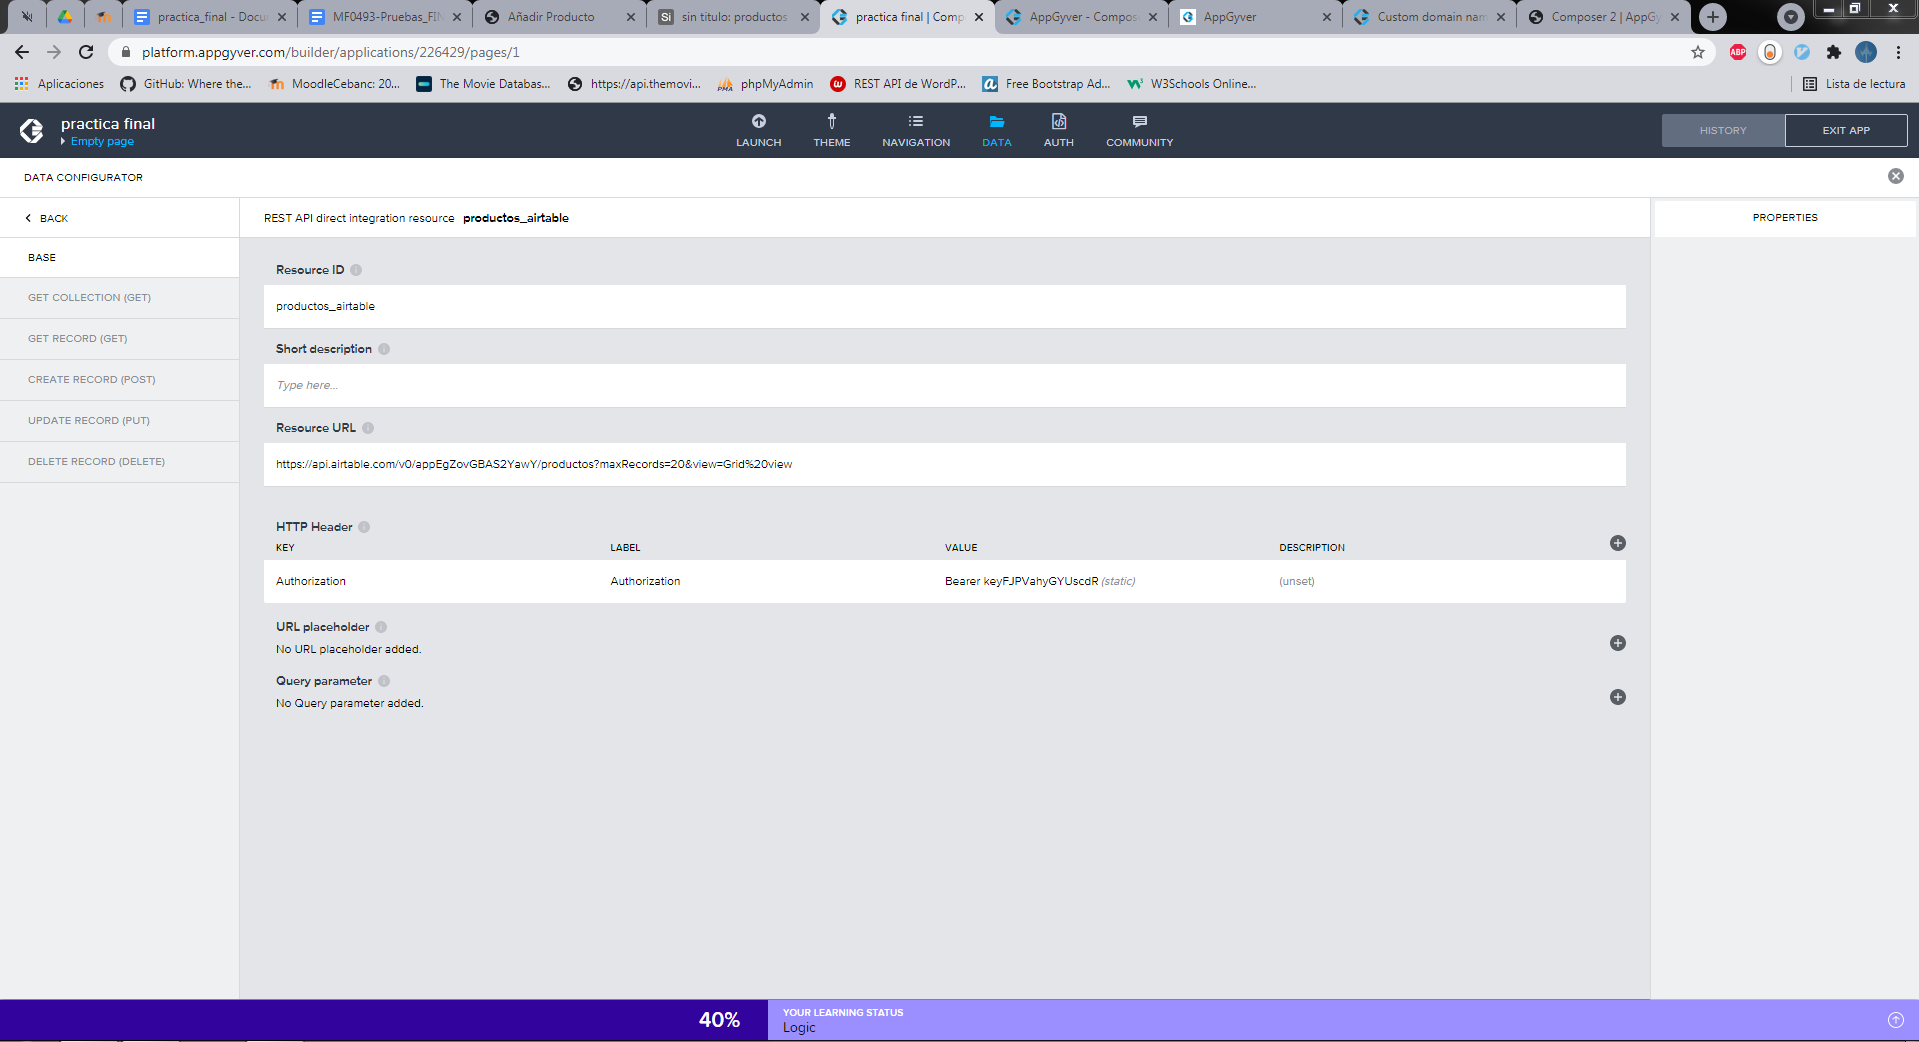 practica_final - Docu
MF0493-Pruebas_FIN
Añadir Producto
sin titulo: productos
practica final | Comp
AppGyver - Compos
AppGyver
Custom domain nam
Composer 2 | AppGy
platform.appgyver.com/builder/applications/226429/pages/1
ABP
Aplicaciones
GitHub: Where the...
MoodleCebanc: 20...
The Movie Databas...
https://api.themovi...
phpMyAdmin
REST API de WordP...
Free Bootstrap Ad...
W3Schools Online...
Lista de lectura
practica final
Empty page
LAUNCH
THEME
NAVIGATION
DATA
AUTH
COMMUNITY
HISTORY
EXIT APP
DATA CONFIGURATOR
BACK
REST API direct integration resource productos_airtable
PROPERTIES
BASE
GET COLLECTION (GET)
GET RECORD (GET)
CREATE RECORD (POST)
UPDATE RECORD (PUT)
DELETE RECORD (DELETE)
Resource ID
productos_airtable
Short description
Type here...
Resource URL
https://api.airtable.com/v0/appEgZovGBAS2YawY/productos?maxRecords=20&view=Grid%20view
HTTP Header
KEY LABEL VALUE DESCRIPTION
Authorization Authorization Bearer keyFJPVahyGYUscdR (static) (unset)
URL placeholder
No URL placeholder added.
Query parameter
No Query parameter added.
40%
YOUR LEARNING STATUS
Logic